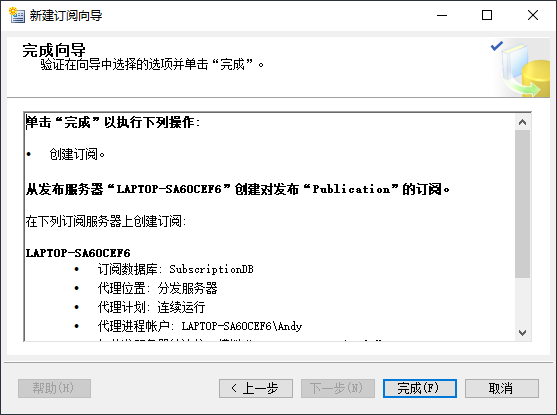 新建订阅向导
完成向导
验证在向导中选择的选项并单击“完成”。
单击“完成”以执行下列操作:
• 创建订阅。
从发布服务器“LAPTOP-SA6OCEF6”创建对发布“Publication”的订阅。
在下列订阅服务器上创建订阅:
LAPTOP-SA6OCEF6
• 订阅数据库: SubscriptionDB
• 代理位置: 分发服务器
• 代理计划: 连续运行
• 代理进程帐户: LAPTOP-SA6OCEF6\Andy
帮助(H)
< 上一步
下一步(N)
完成(F)
取消